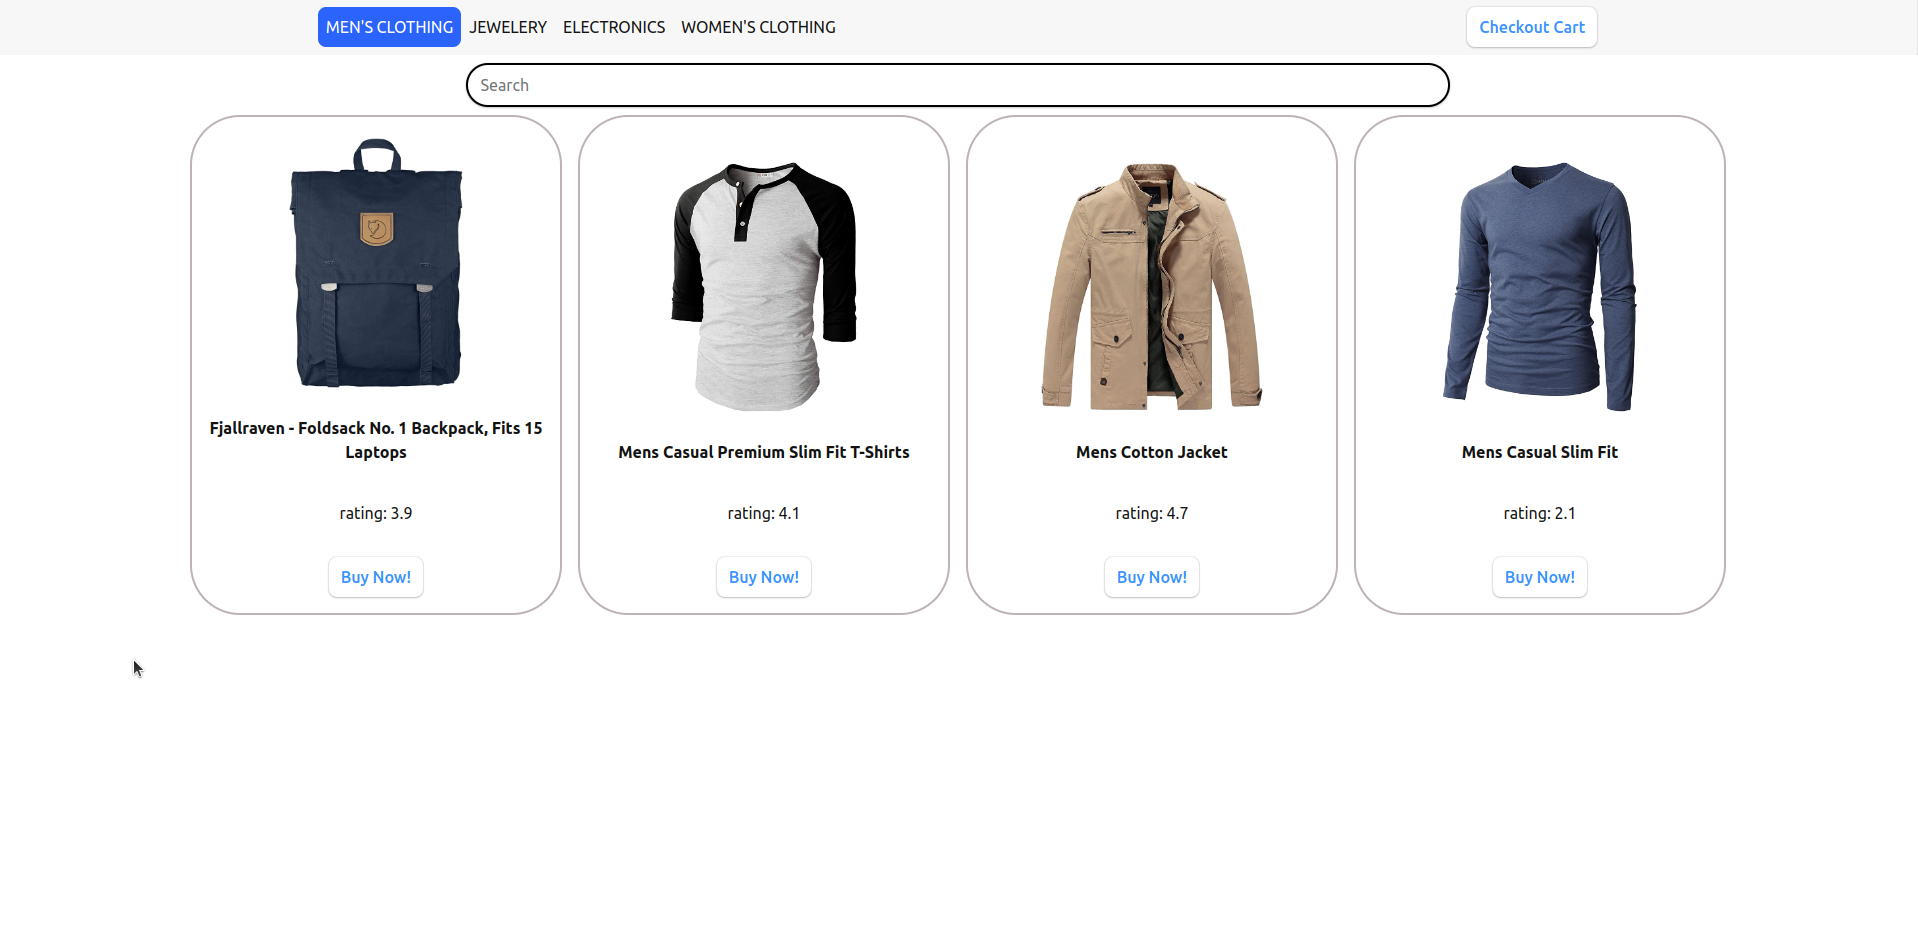 MEN'S CLOTHING JEWELERY ELECTRONICS WOMEN'S CLOTHING Checkout Cart
Search
Fjallraven - Foldsack No. 1 Backpack, Fits 15
Laptops
rating: 3.9
Buy Now!
Mens Casual Premium Slim Fit T-Shirts
rating: 4.1
Buy Now!
Mens Cotton Jacket
rating: 4.7
Buy Now!
Mens Casual Slim Fit
rating: 2.1
Buy Now!